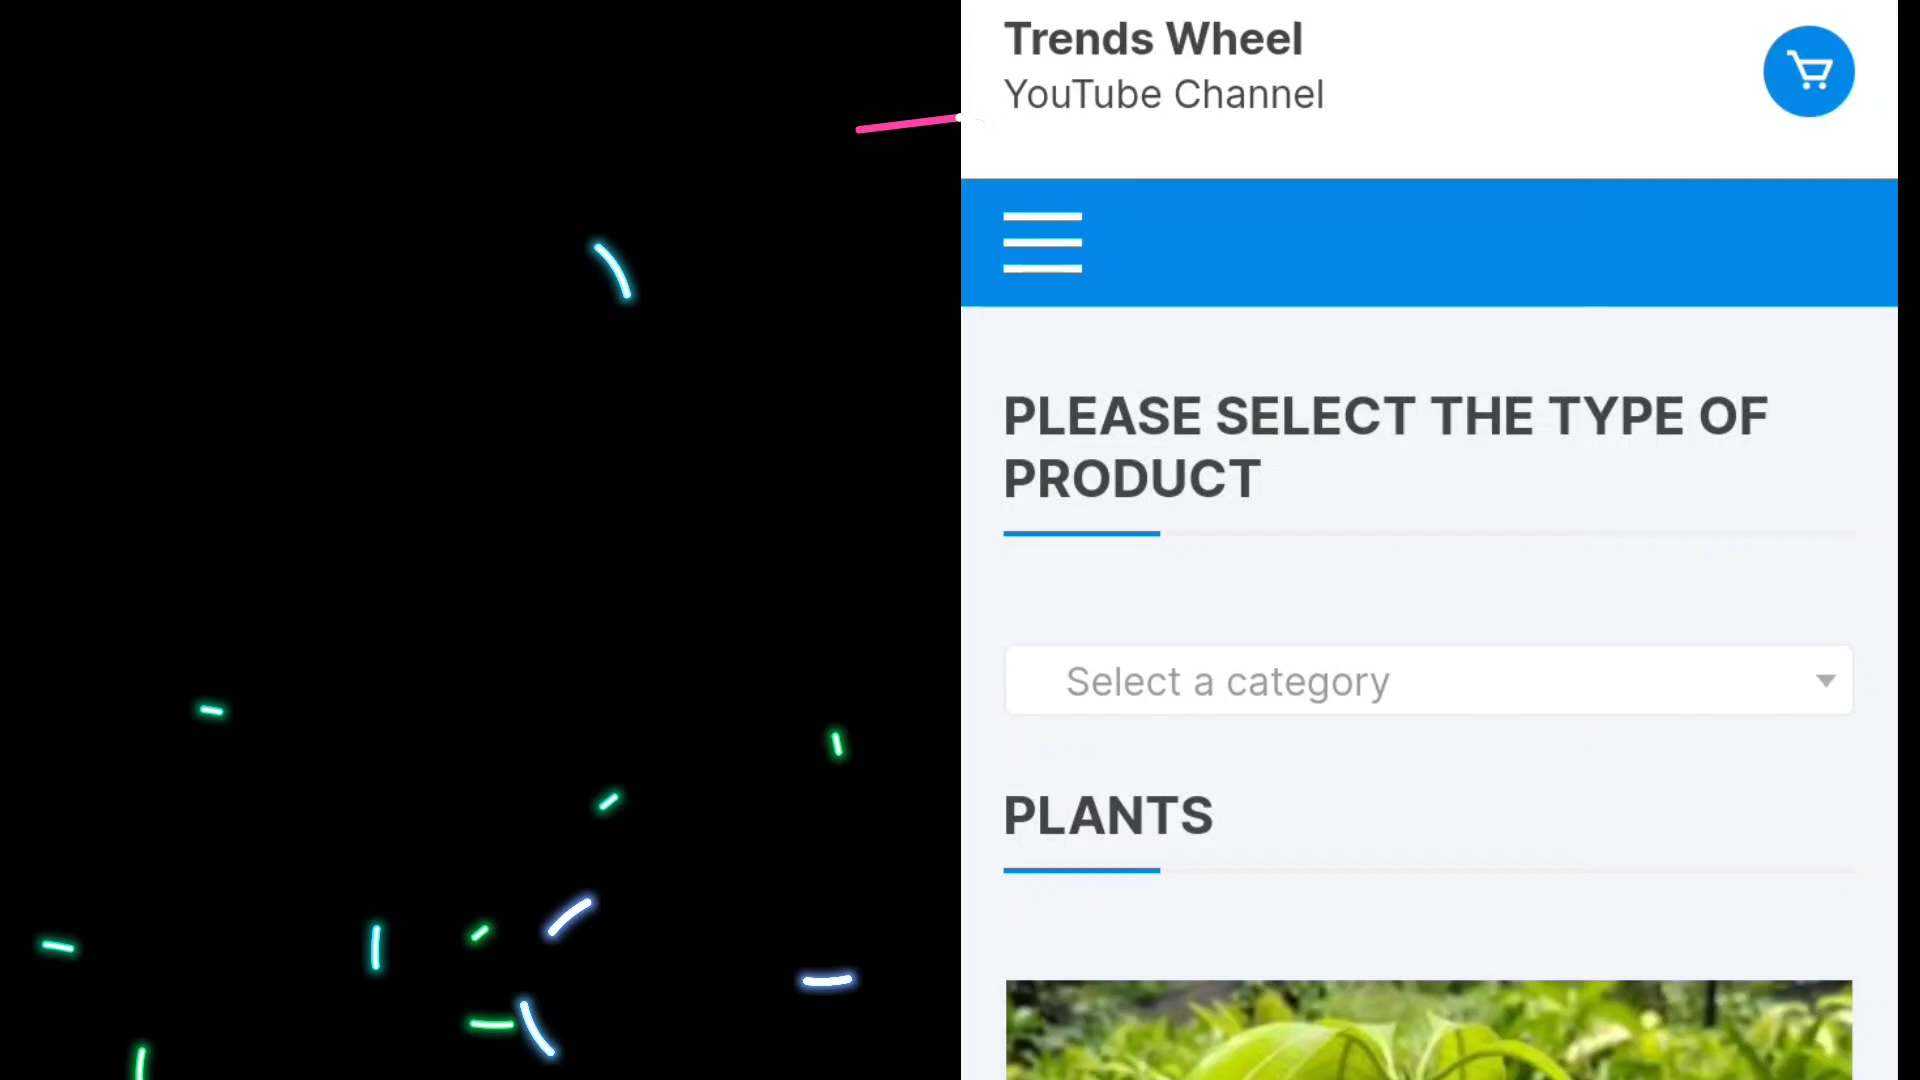 Trends Wheel
YouTube Channel
PLEASE SELECT THE TYPE OF
PRODUCT
Select a category
PLANTS